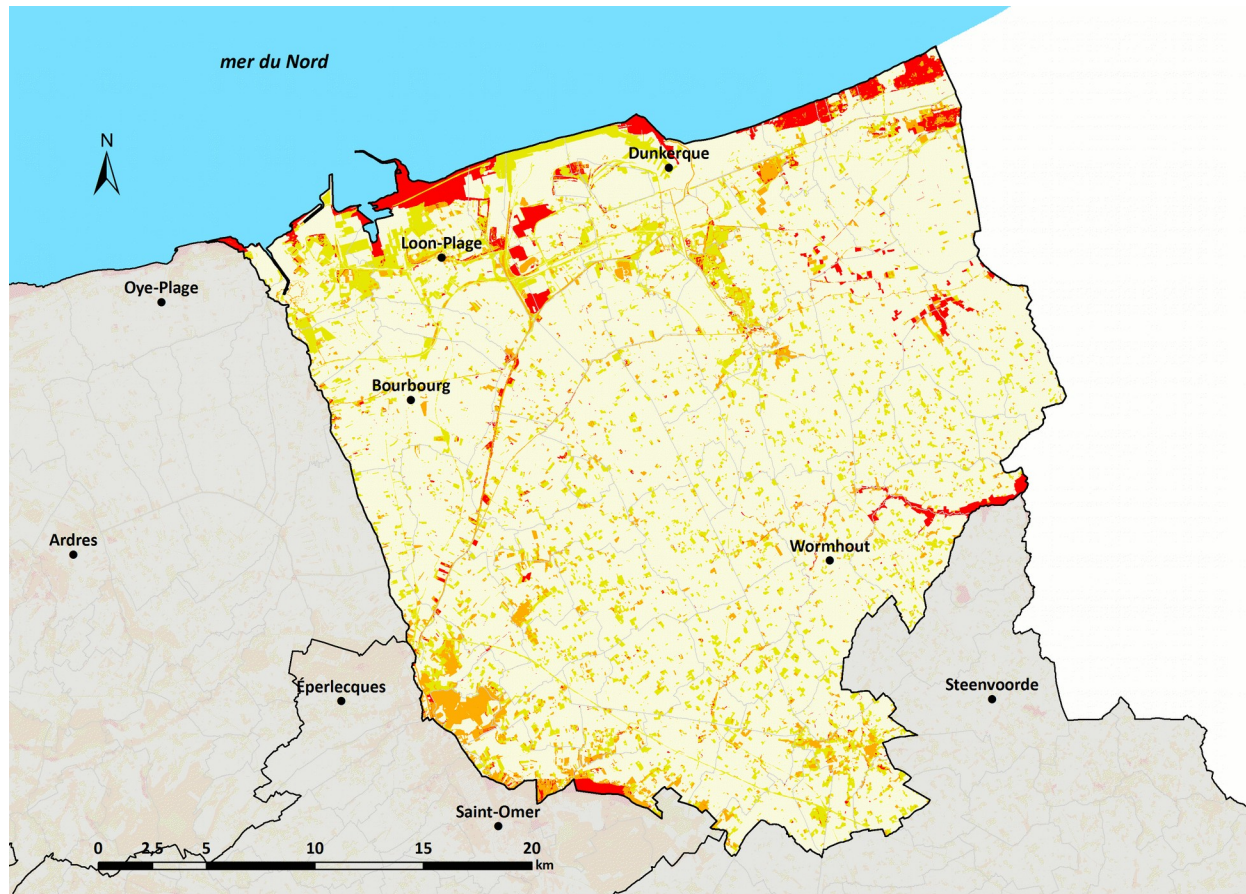 mer du Nord
N
Dunkerque
Loon-Plage
Oye-Plage
Bourbourg
Ardres
Wormhout
Éperlecques
Steenvoorde
Saint-Omer
0 2,5 5 10 15 20
km